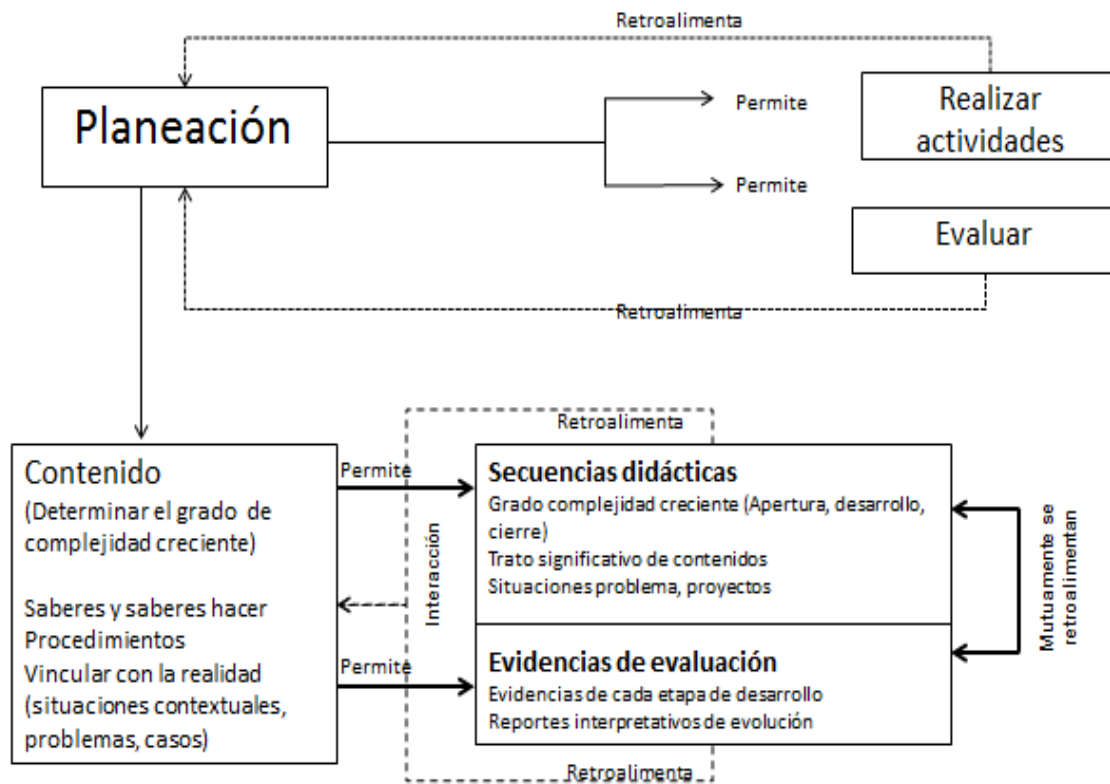 Retroalimenta
Planeación
Permite
Permite
Realizar
actividades
Evaluar
Retroalimenta
Contenido
(Determinar el grado de
complejidad creciente)
Saberes y saberes hacer
Procedimientos
Vincular con la realidad
(situaciones contextuales,
problemas, casos)
Permite
Permite
Interacción
Retroalimenta
Secuencias didácticas
Grado complejidad creciente (Apertura, desarrollo,
cierre)
Trato significativo de contenidos
Situaciones problema, proyectos
Evidencias de evaluación
Evidencias de cada etapa de desarrollo
Reportes interpretativos de evolución
Retroalimenta
Mutuamente se
retroalimentan